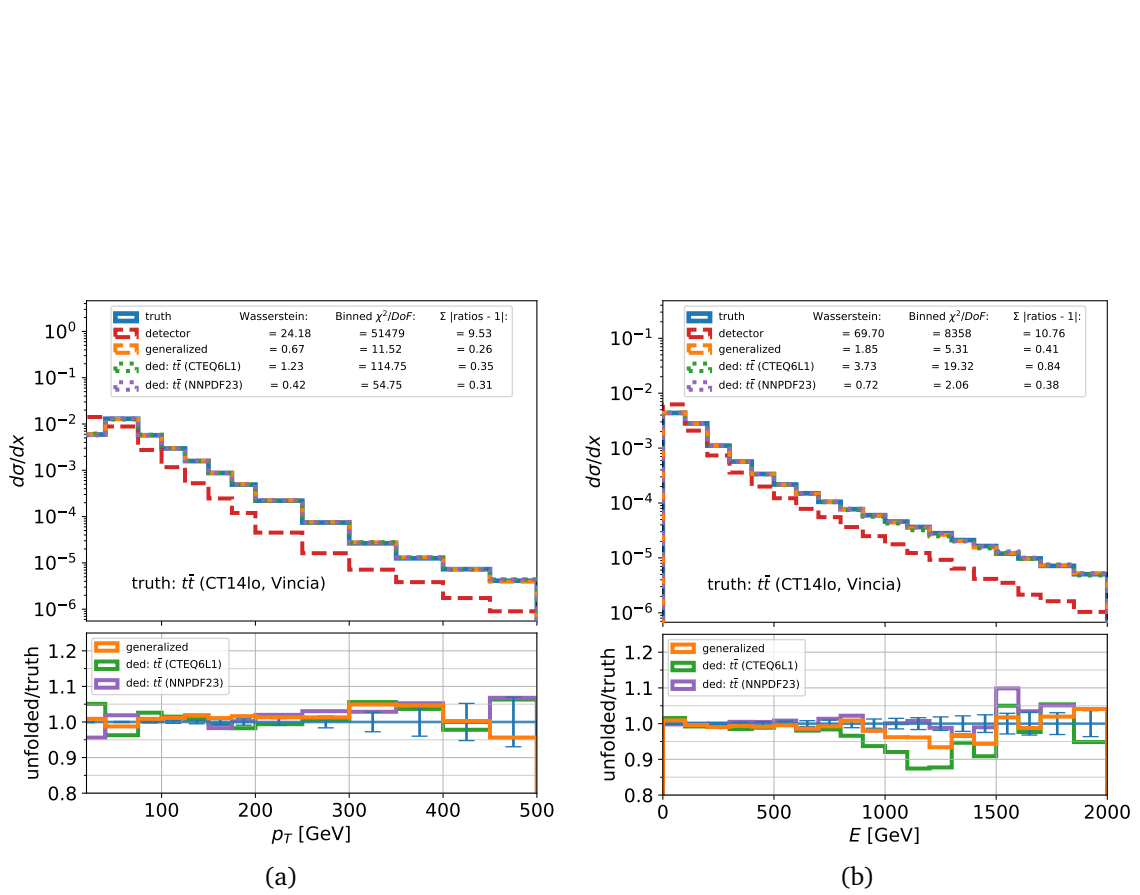 truth Wasserstein: Binned χ²/DoF: Σ |ratios - 1|:
detector = 24.18 = 51479 = 9.53
generalized = 0.67 = 11.52 = 0.26
ded: tt̄ (CTEQ6L1) = 1.23 = 114.75 = 0.35
ded: tt̄ (NNPDF23) = 0.42 = 54.75 = 0.31
10⁰
10⁻¹
10⁻²
10⁻³
10⁻⁴
10⁻⁵
10⁻⁶
dσ/dx
truth: tt̄ (CT14lo, Vincia)
generalized
ded: tt̄ (CTEQ6L1)
ded: tt̄ (NNPDF23)
1.2
1.1
1.0
0.9
0.8
unfolded/truth
100 200 300 400 500
p_T [GeV]
(a)
truth Wasserstein: Binned χ²/DoF: Σ |ratios - 1|:
detector = 69.70 = 8358 = 10.76
generalized = 1.85 = 5.31 = 0.41
ded: tt̄ (CTEQ6L1) = 3.73 = 19.32 = 0.84
ded: tt̄ (NNPDF23) = 0.72 = 2.06 = 0.38
10⁻¹
10⁻²
10⁻³
10⁻⁴
10⁻⁵
10⁻⁶
dσ/dx
truth: tt̄ (CT14lo, Vincia)
generalized
ded: tt̄ (CTEQ6L1)
ded: tt̄ (NNPDF23)
1.2
1.1
1.0
0.9
0.8
unfolded/truth
0 500 1000 1500 2000
E [GeV]
(b)